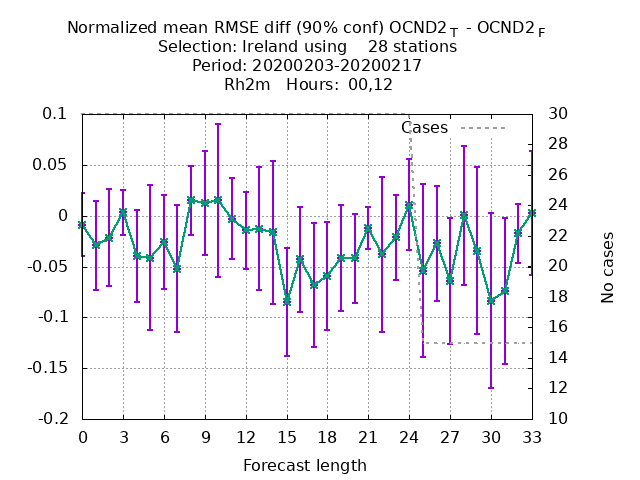 Normalized mean RMSE diff (90% conf) OCND2 T - OCND2 F
Selection: Ireland using 28 stations
Period: 20200203-20200217
Rh2m Hours: 00,12
Cases
0.1
0.05
0
-0.05
-0.1
-0.15
-0.2
30
28
26
24
22
20
18
16
14
12
10
No cases
0 3 6 9 12 15 18 21 24 27 30 33
Forecast length